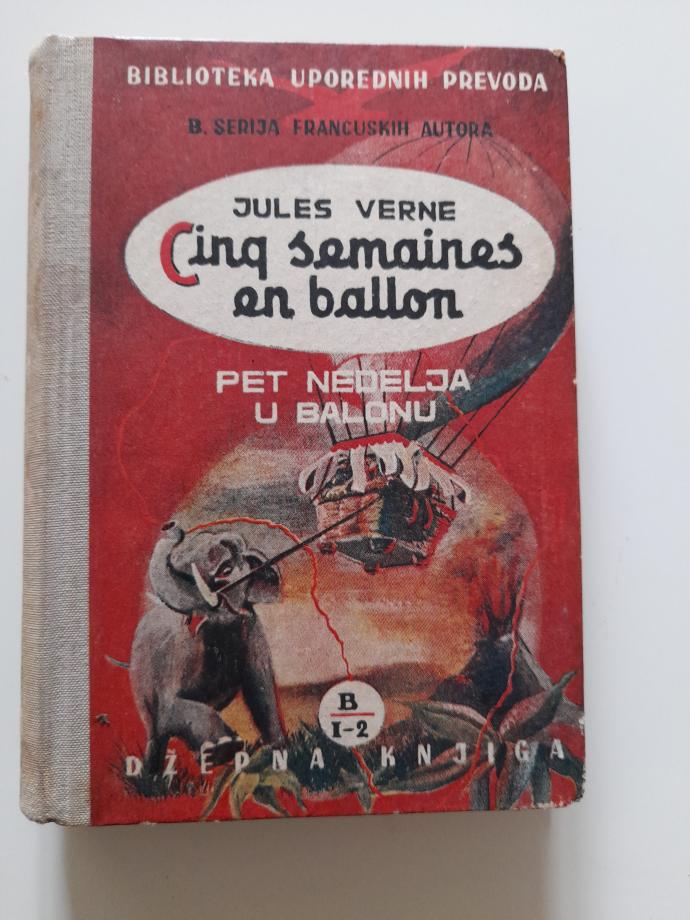 BIBLIOTEKA UPOREDNIH PREVODA
B. SERIJA FRANCUSKIH AUTORA
JULES VERNE
Cinq semaines
en ballon
PET NEDELJA
U BALONU
B
I-2
DŽEPNA KNJIGA